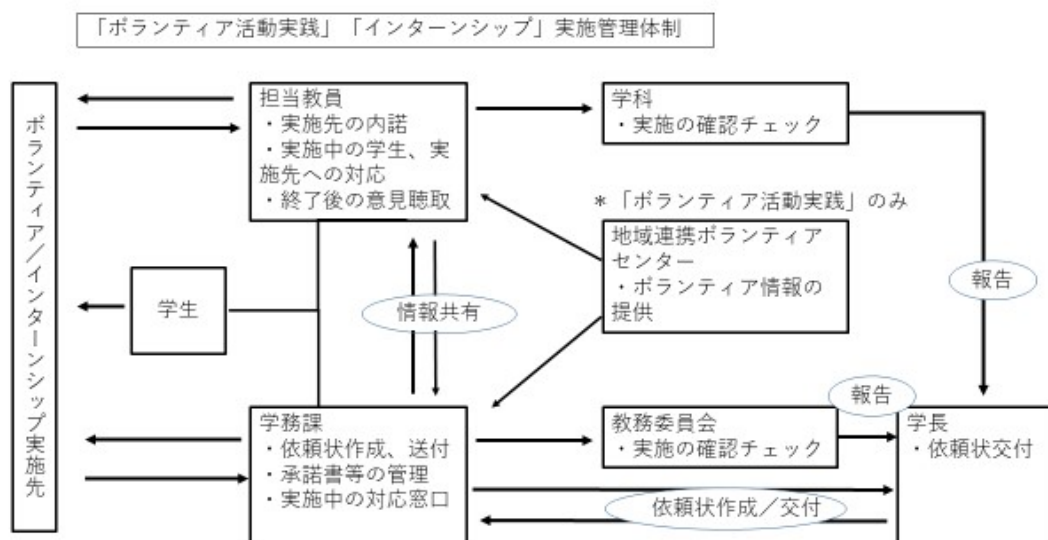 「ボランティア活動実践」「インターンシップ」実施管理体制
ボランティア／インターンシップ実施先
担当教員
・実施先の内諾
・実施中の学生、実
施先への対応
・終了後の意見聴取
学科
・実施の確認チェック
＊「ボランティア活動実践」のみ
地域連携ボランティア
センター
・ボランティア情報の
提供
報告
学生
情報共有
学務課
・依頼状作成、送付
・承諾書等の管理
・実施中の対応窓口
教務委員会
・実施の確認チェック
報告
学長
・依頼状交付
依頼状作成／交付